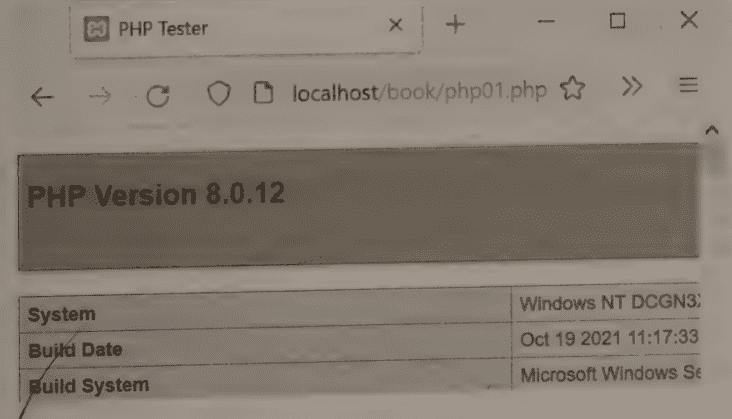 PHP Tester
localhost/book/php01.php
PHP Version 8.0.12
System Windows NT DCGN3
Build Date Oct 19 2021 11:17:33
Build System Microsoft Windows Se